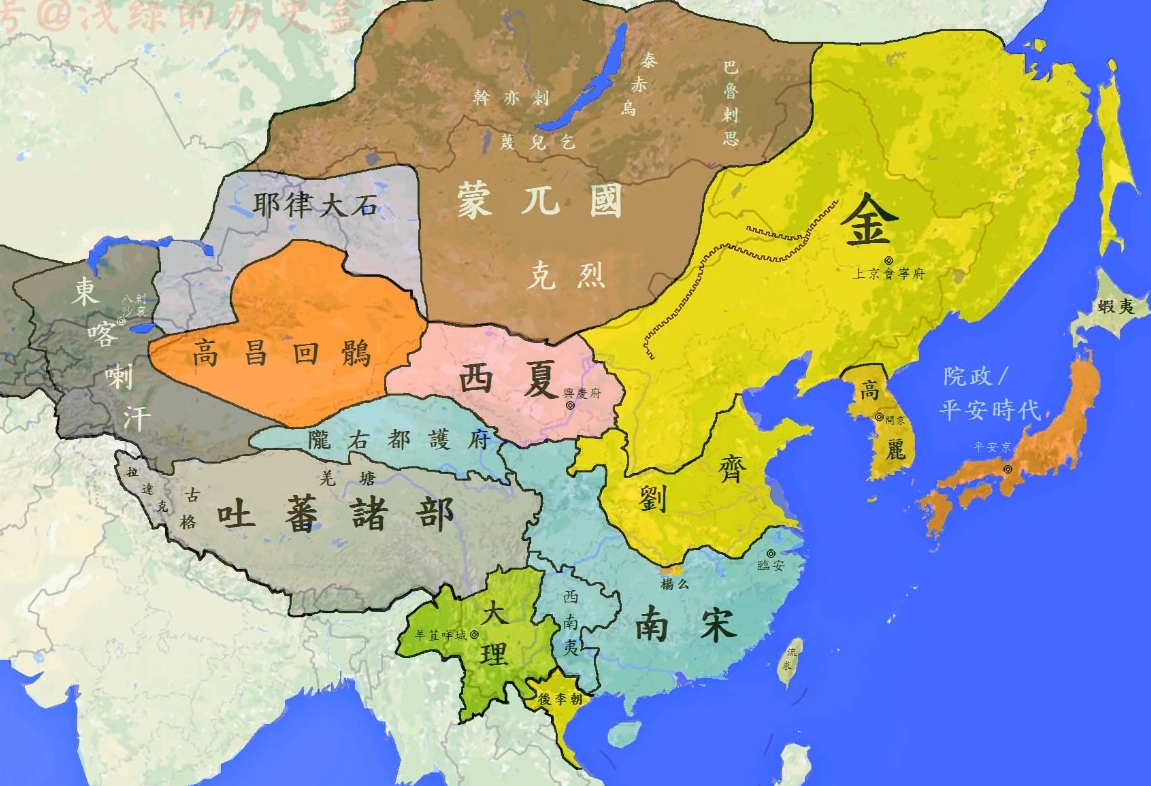 号@浅绿的历史盒子
泰赤烏
巴魯剌思
斡亦剌
蔑兒乞
蒙兀國
克烈
耶律大石
金
上京會寧府
東喀喇汗
八剌沙袞
高昌回鶻
西夏
興慶府
隴右都護府
羌塘
拉達克
古格
吐蕃諸部
劉齊
高麗
開京
院政/
平安時代
平安京
蝦夷
臨安
楊么
南宋
西南夷
大理
羊苴咩城
後李朝
流求